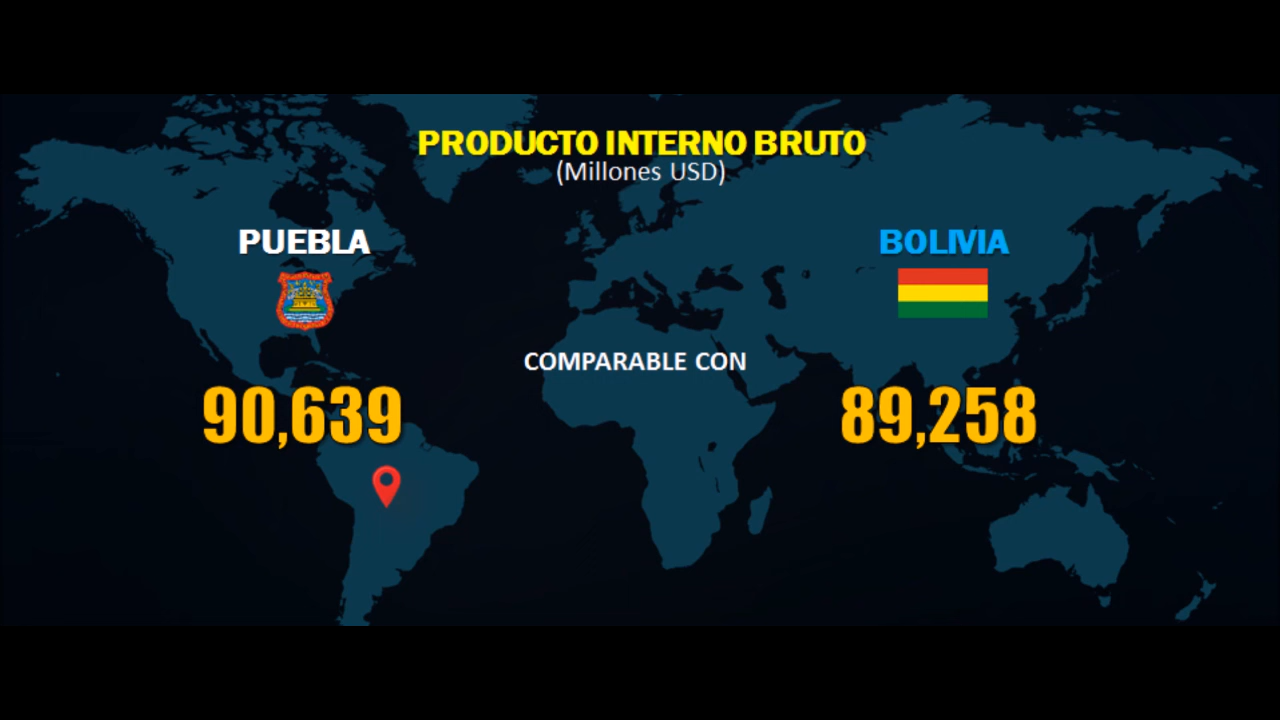 PRODUCTO INTERNO BRUTO
(Millones USD)
PUEBLA
BOLIVIA
COMPARABLE CON
90,639
89,258